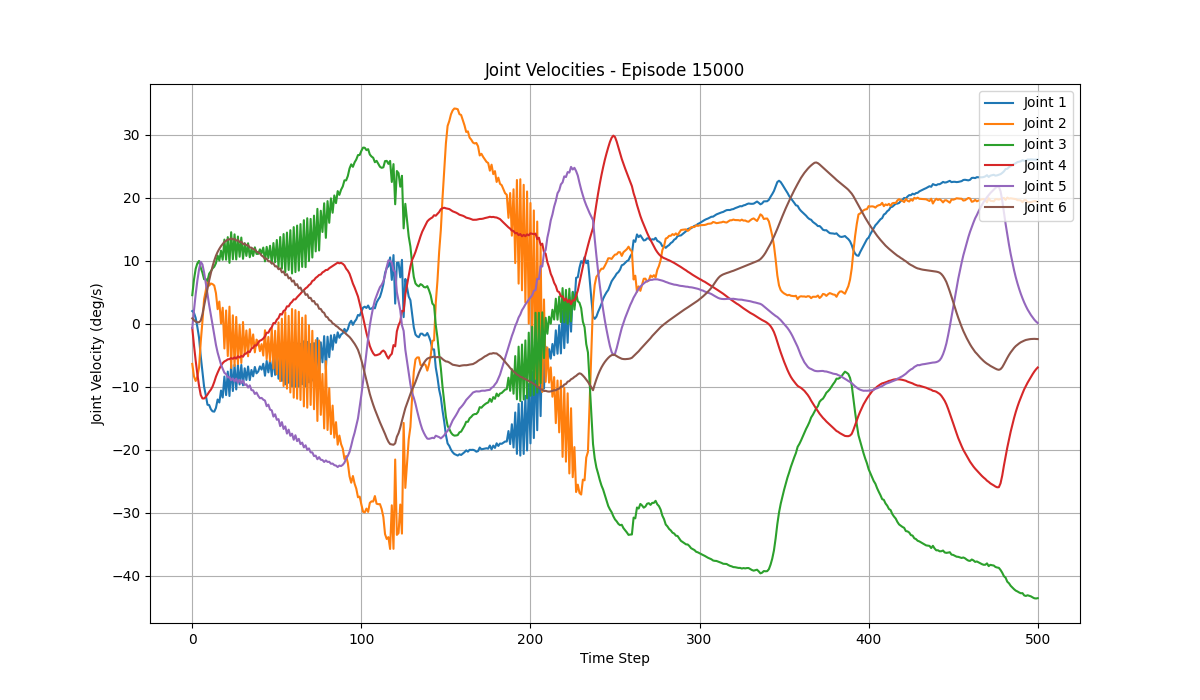 Joint Velocities - Episode 15000
Joint Velocity (deg/s)
30
20
10
0
−10
−20
−30
−40
Joint 1
Joint 2
Joint 3
Joint 4
Joint 5
Joint 6
0
100
200
300
400
500
Time Step